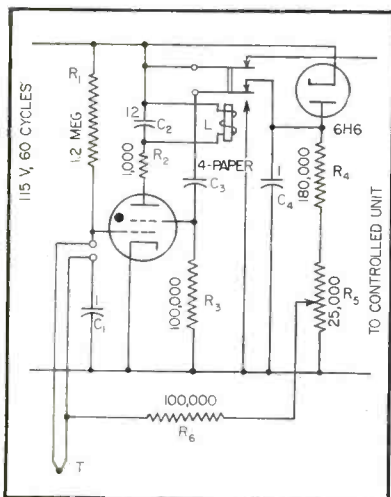 115 V, 60 CYCLES
R1
1.2 MEG
12
C2
1,000
R2
L
4-PAPER
C3
1
C4
6H6
R4
180,000
R5
25,000
TO CONTROLLED UNIT
100,000
R3
1
C1
100,000
R6
T